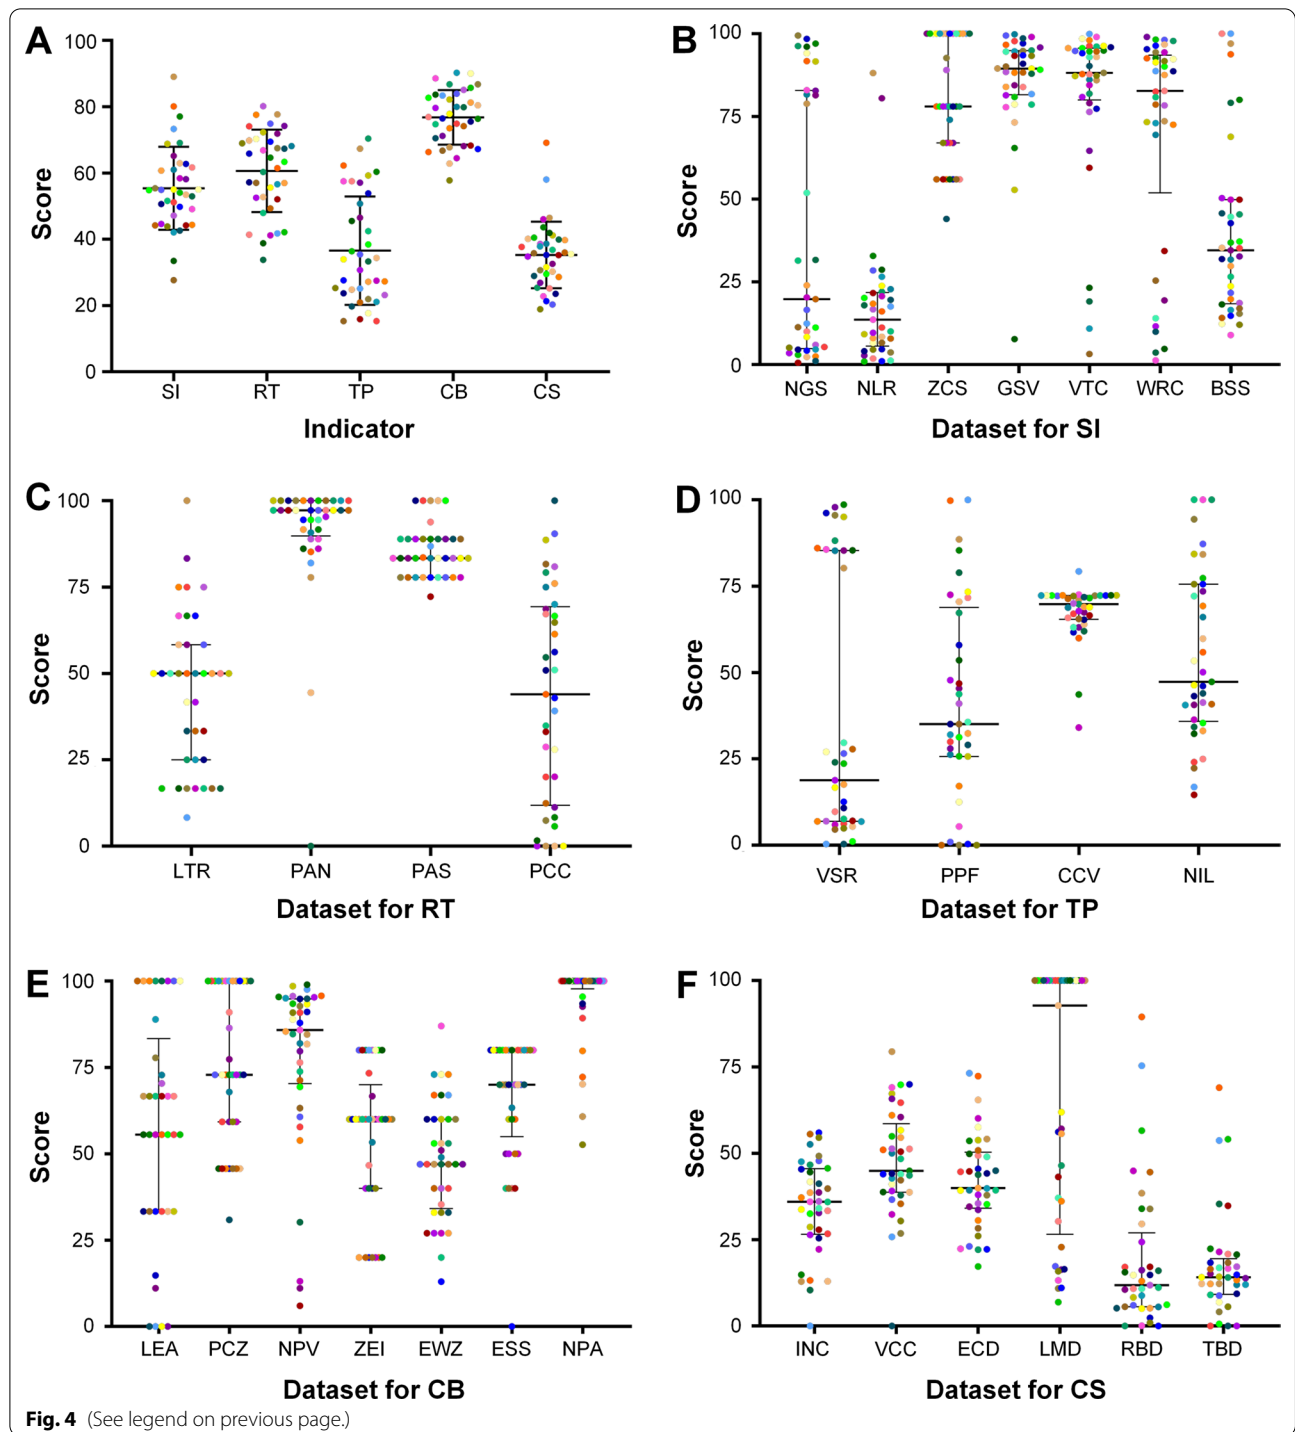 A
100
80
60
40
20
0
Score
SI RT TP CB CS
Indicator
B
100
75
50
25
0
Score
NGS NLR ZCS GSV VTC WRC BSS
Dataset for SI
C
100
75
50
25
0
Score
LTR PAN PAS PCC
Dataset for RT
D
100
75
50
25
0
Score
VSR PPF CCV NIL
Dataset for TP
E
100
75
50
25
0
Score
LEA PCZ NPV ZEI EWZ ESS NPA
Dataset for CB
F
100
75
50
25
0
Score
INC VCC ECD LMD RBD TBD
Dataset for CS
Fig. 4 (See legend on previous page.)